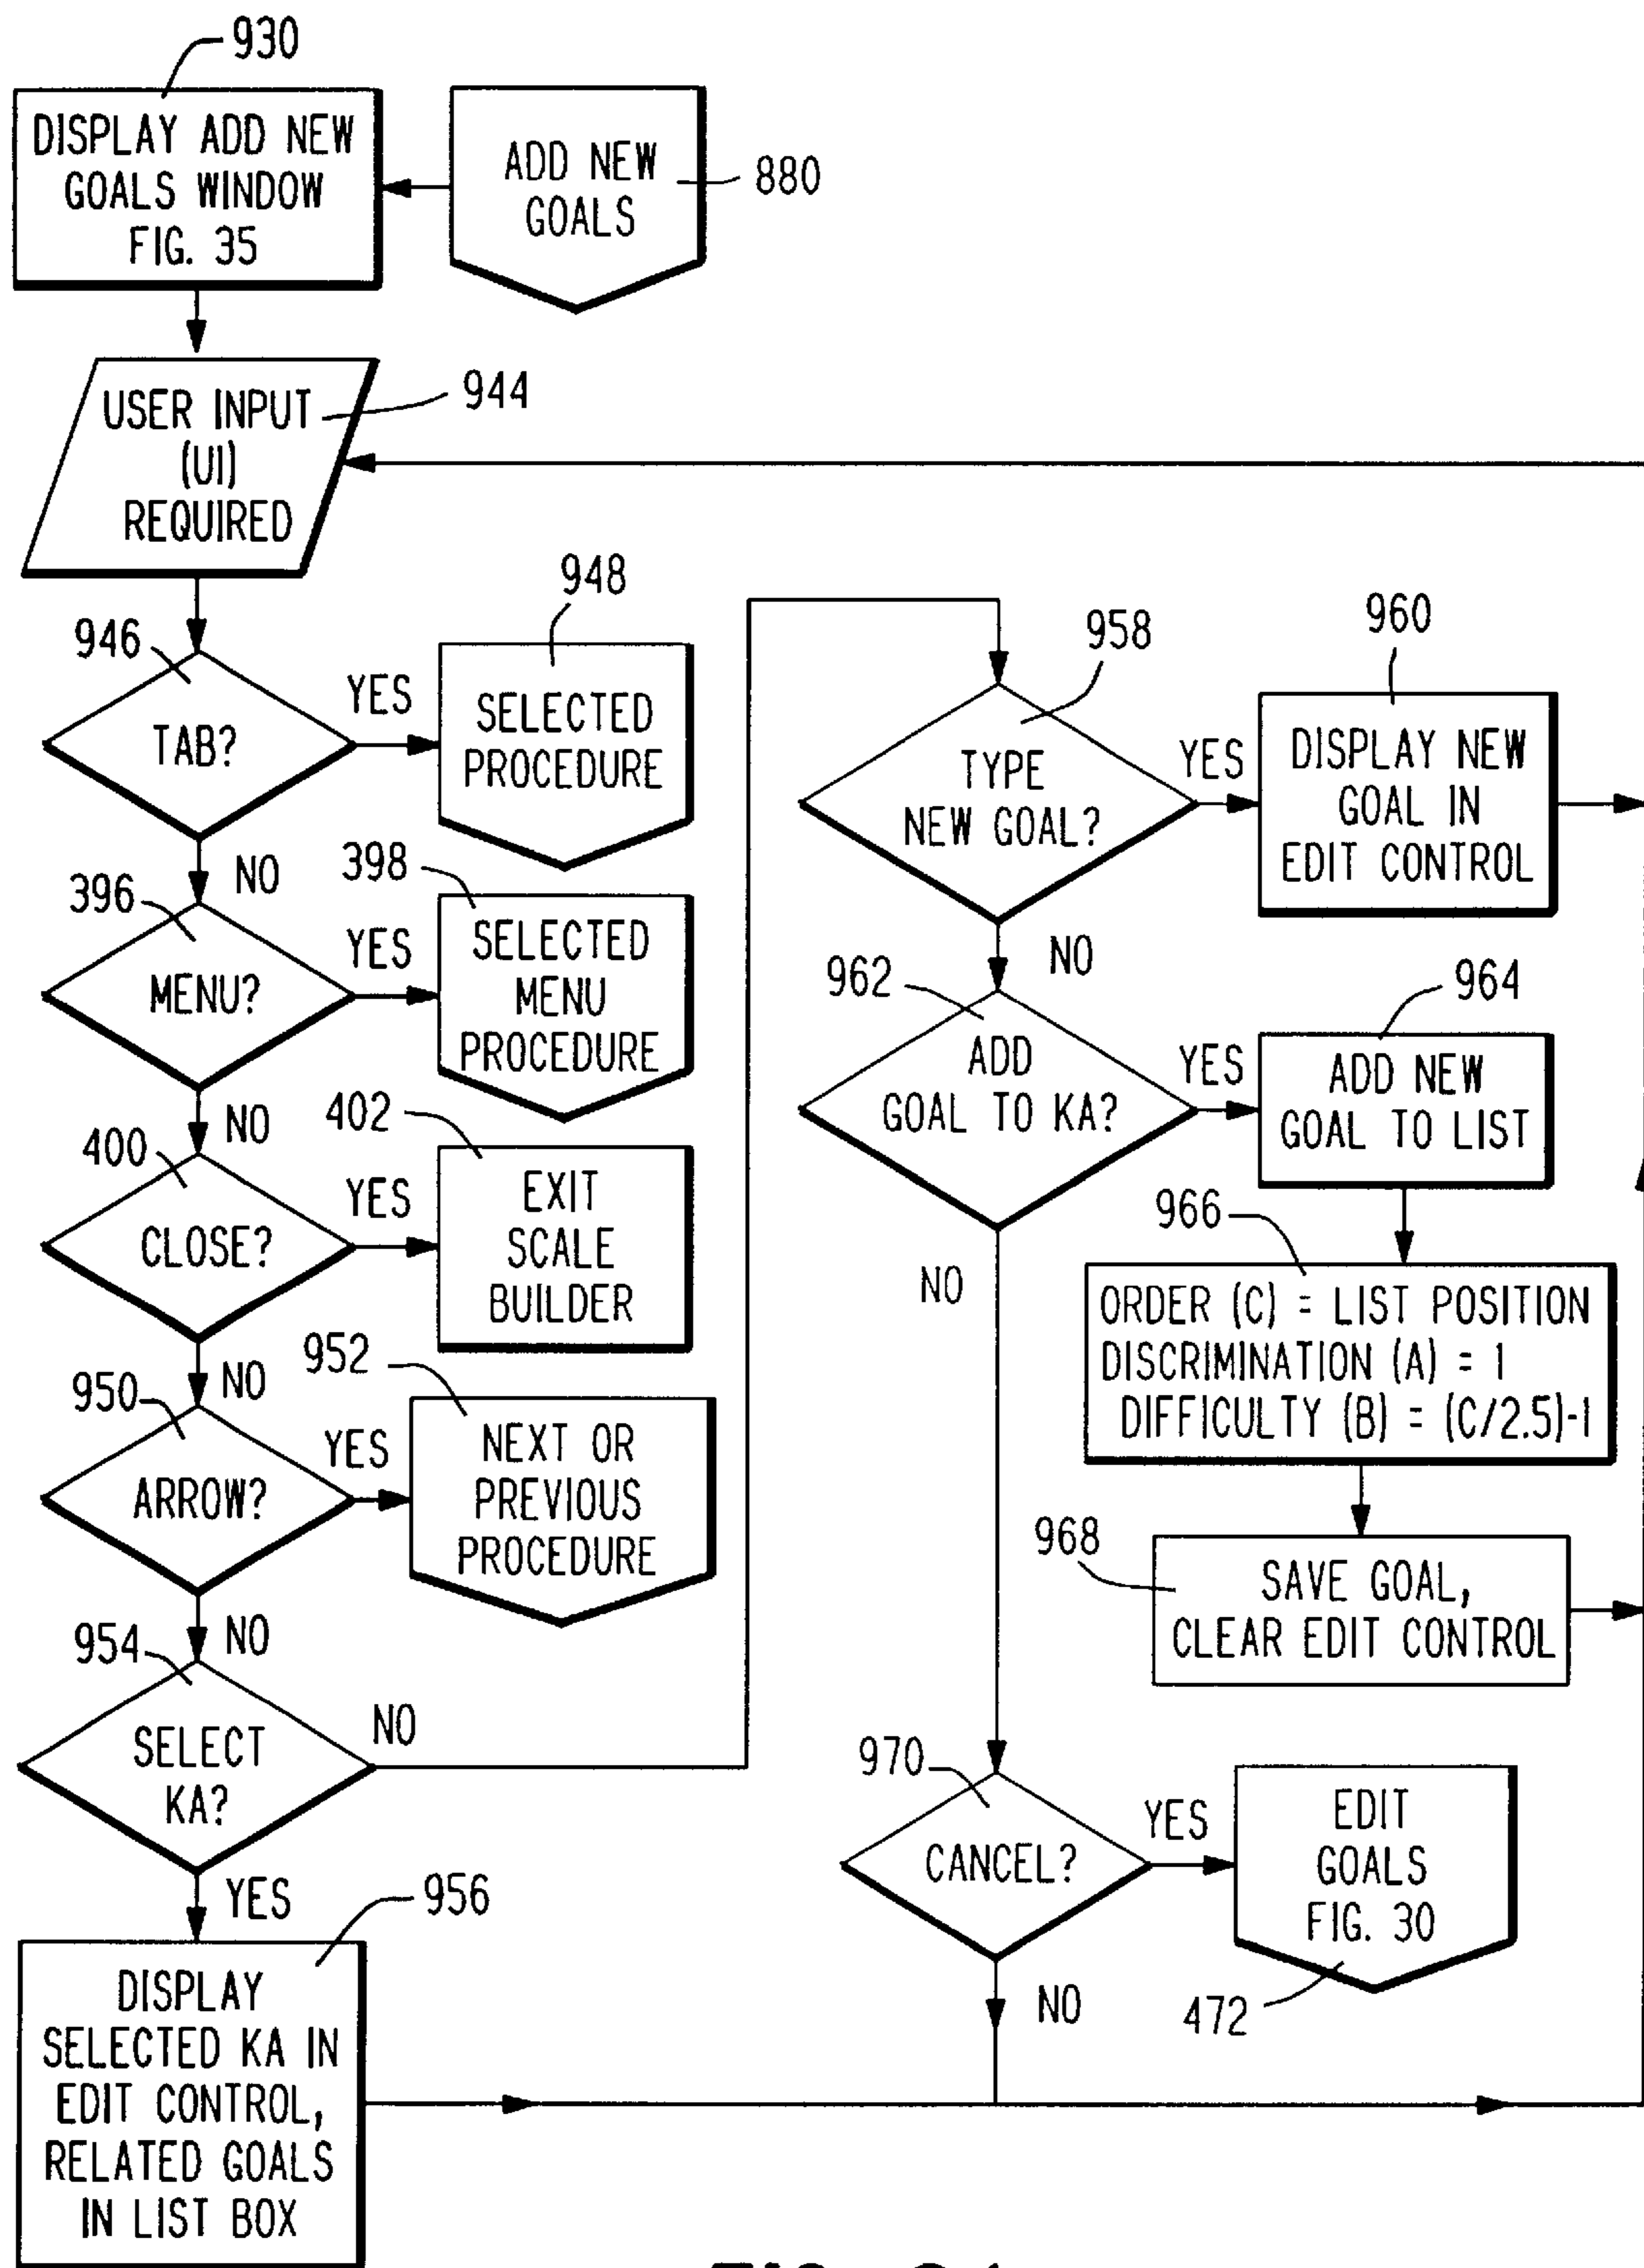 930
DISPLAY ADD NEW
GOALS WINDOW
FIG. 35
ADD NEW
GOALS
880
USER INPUT
(UI)
REQUIRED
944
946
TAB?
YES
948
SELECTED
PROCEDURE
NO
396
MENU?
YES
398
SELECTED
MENU
PROCEDURE
NO
400
CLOSE?
YES
402
EXIT
SCALE
BUILDER
NO
950
ARROW?
YES
952
NEXT OR
PREVIOUS
PROCEDURE
NO
954
SELECT
KA?
NO
YES
956
DISPLAY
SELECTED KA IN
EDIT CONTROL,
RELATED GOALS
IN LIST BOX
958
TYPE
NEW GOAL?
YES
960
DISPLAY NEW
GOAL IN
EDIT CONTROL
NO
962
ADD
GOAL TO KA?
YES
964
ADD NEW
GOAL TO LIST
966
ORDER (C) = LIST POSITION
DISCRIMINATION (A) = 1
DIFFICULTY (B) = (C/2.5)-1
968
SAVE GOAL,
CLEAR EDIT CONTROL
NO
970
CANCEL?
YES
EDIT
GOALS
FIG. 30
472
NO